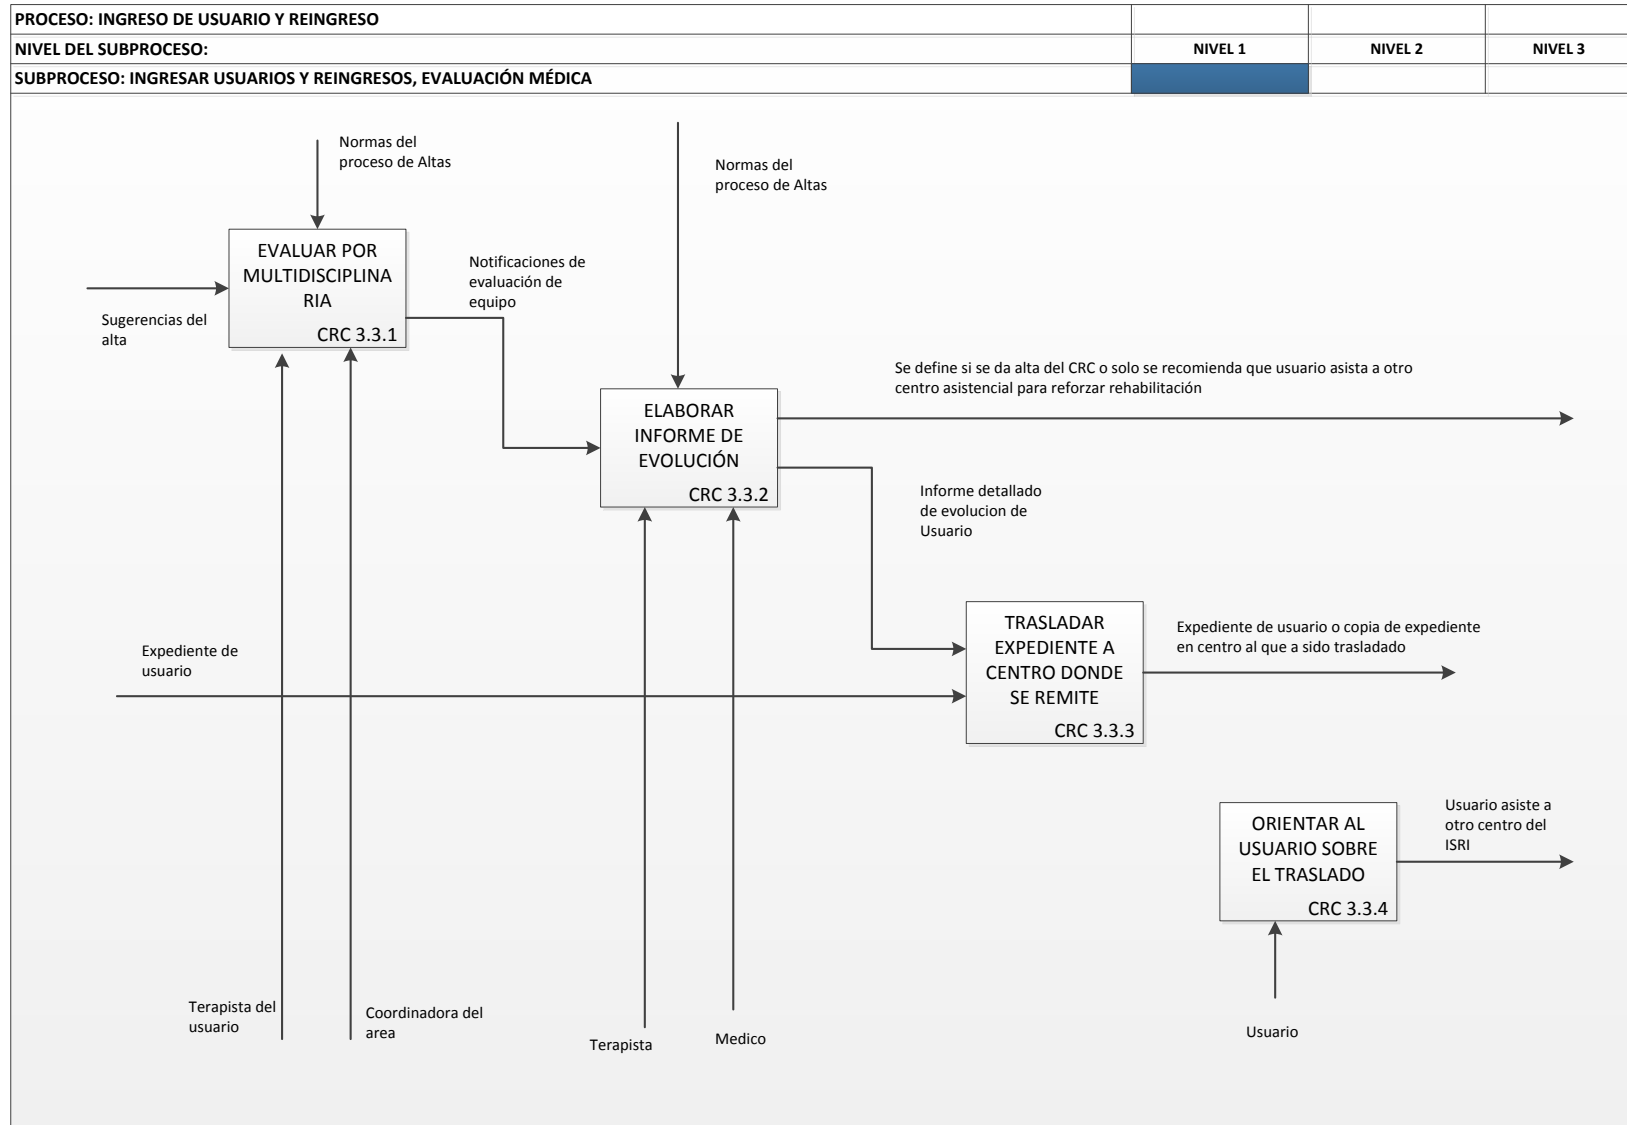 PROCESO: INGRESO DE USUARIO Y REINGRESO
NIVEL DEL SUBPROCESO:
NIVEL 1
NIVEL 2
NIVEL 3
SUBPROCESO: INGRESAR USUARIOS Y REINGRESOS, EVALUACIÓN MÉDICA
Normas del
proceso de Altas
Normas del
proceso de Altas
EVALUAR POR
MULTIDISCIPLINA
RIA
CRC 3.3.1
Sugerencias del
alta
Notificaciones de
evaluación de
equipo
Se define si se da alta del CRC o solo se recomienda que usuario asista a otro
centro asistencial para reforzar rehabilitación
ELABORAR
INFORME DE
EVOLUCIÓN
CRC 3.3.2
Informe detallado
de evolucion de
Usuario
Expediente de
usuario
TRASLADAR
EXPEDIENTE A
CENTRO DONDE
SE REMITE
CRC 3.3.3
Expediente de usuario o copia de expediente
en centro al que a sido trasladado
ORIENTAR AL
USUARIO SOBRE
EL TRASLADO
CRC 3.3.4
Usuario asiste a
otro centro del
ISRI
Terapista del
usuario
Coordinadora del
area
Terapista
Medico
Usuario